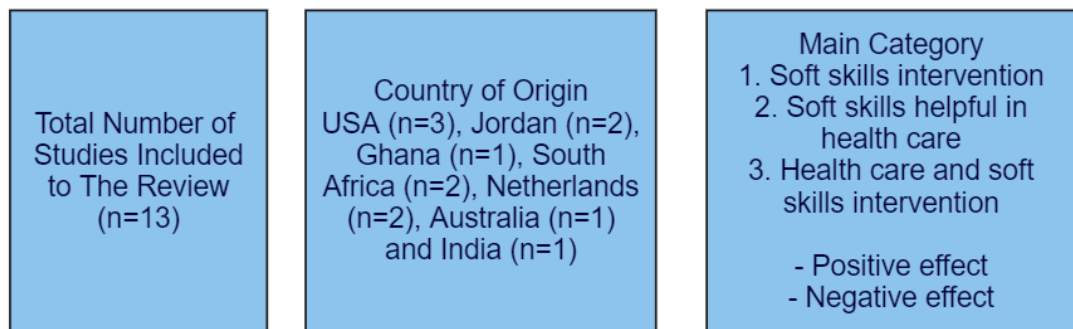 Total Number of
Studies Included
to The Review
(n=13)
Country of Origin
USA (n=3), Jordan (n=2),
Ghana (n=1), South
Africa (n=2), Netherlands
(n=2), Australia (n=1)
and India (n=1)
Main Category
1. Soft skills intervention
2. Soft skills helpful in
health care
3. Health care and soft
skills intervention
- Positive effect
- Negative effect